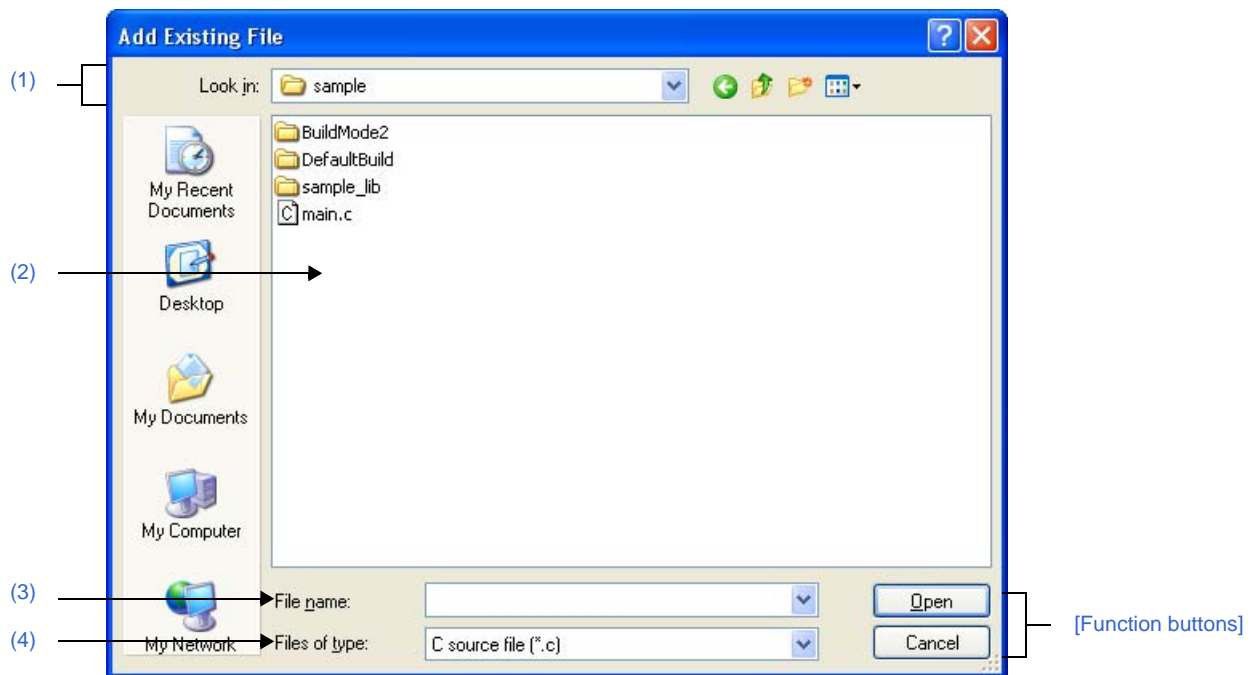 Add Existing File
(1)
Look in:
sample
BuildMode2
DefaultBuild
sample_lib
C main.c
My Recent
Documents
(2)
Desktop
My Documents
My Computer
(3)
File name:
Open
[Function buttons]
(4)
My Network
Files of type:
C source file (*.c)
Cancel